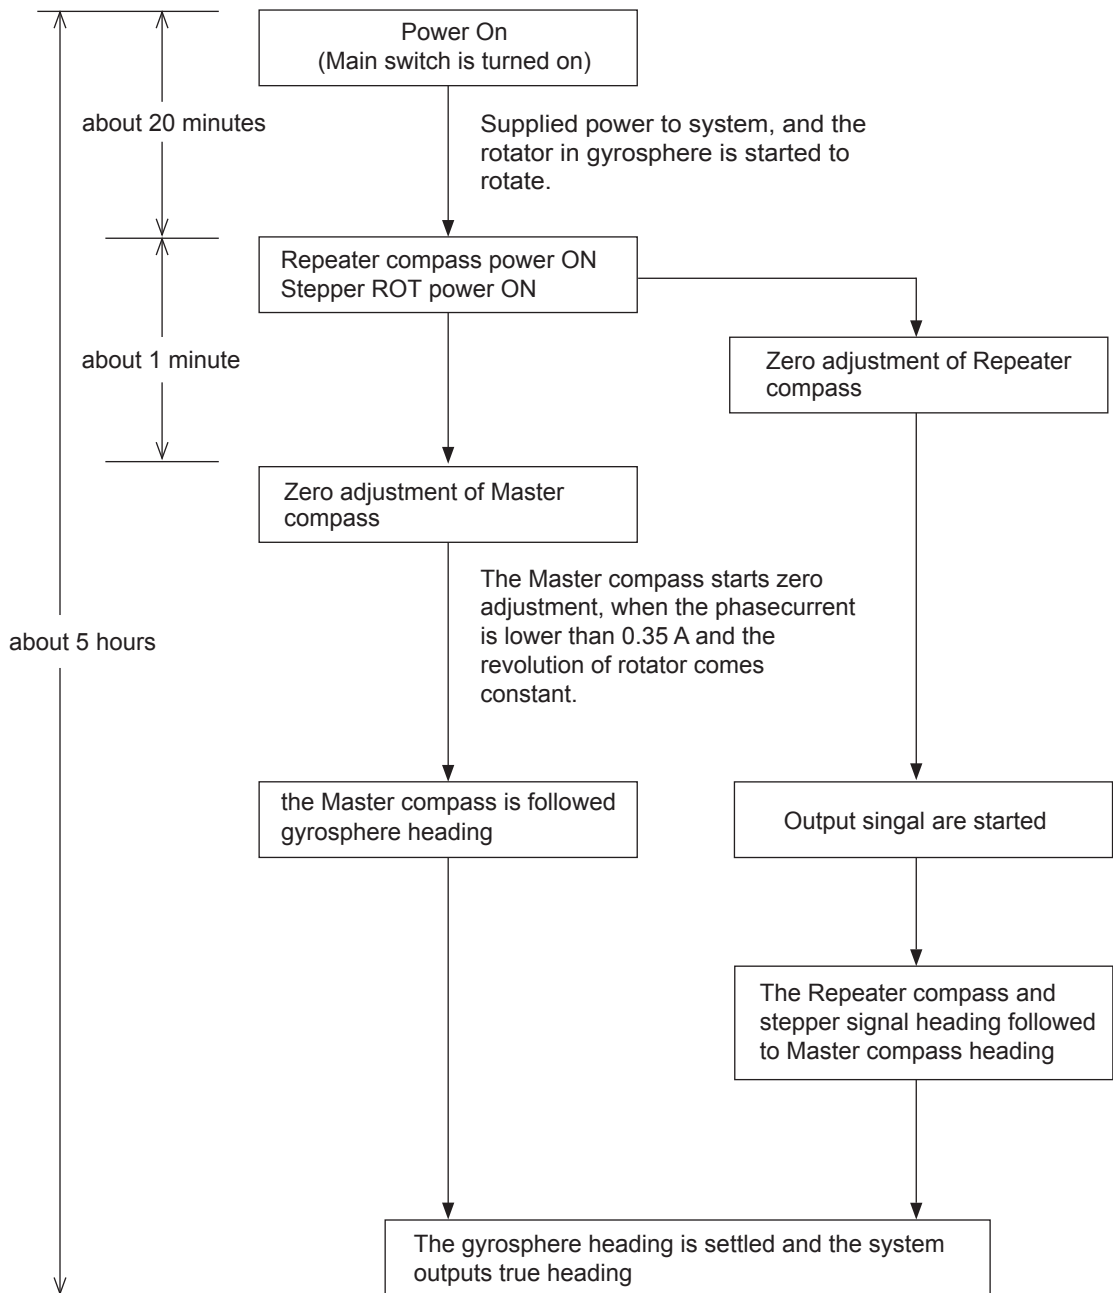 Power On
(Main switch is turned on)
about 20 minutes
Supplied power to system, and the
rotator in gyrosphere is started to
rotate.
Repeater compass power ON
Stepper ROT power ON
about 1 minute
Zero adjustment of Repeater
compass
Zero adjustment of Master
compass
The Master compass starts zero
adjustment, when the phasecurrent
is lower than 0.35 A and the
revolution of rotator comes
constant.
about 5 hours
the Master compass is followed
gyrosphere heading
Output singal are started
The Repeater compass and
stepper signal heading followed
to Master compass heading
The gyrosphere heading is settled and the system
outputs true heading